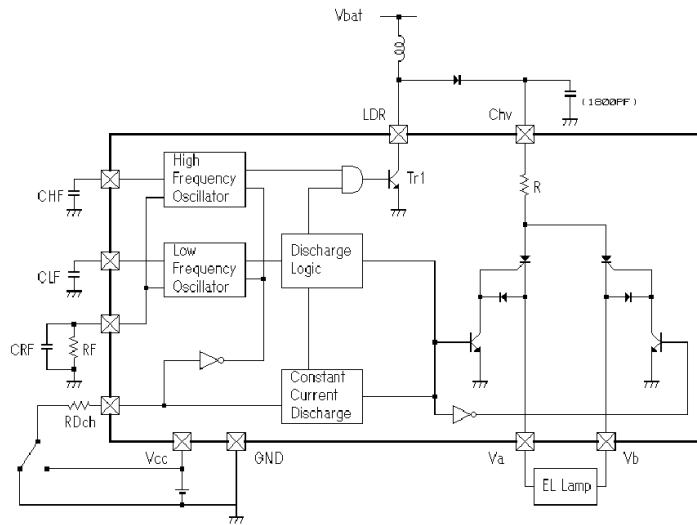 Vbat
(1800PF)
LDR
Chv
High
Frequency
Oscillator
CHF
Tr1
R
Low
Frequency
Oscillator
Discharge
Logic
CLF
CRF
RF
Constant
Current
Discharge
RDch
Vcc
GND
Va
Vb
EL Lamp